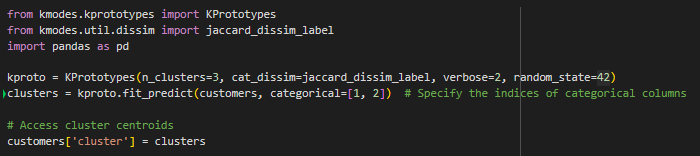 from kmodes.kprototypes import KPrototypes
from kmodes.util.dissim import jaccard_dissim_label
import pandas as pd
kproto = KPrototypes(n_clusters=3, cat_dissim=jaccard_dissim_label, verbose=2, random_state=42)
clusters = kproto.fit_predict(customers, categorical=[1, 2])  # Specify the indices of categorical columns
# Access cluster centroids
customers['cluster'] = clusters